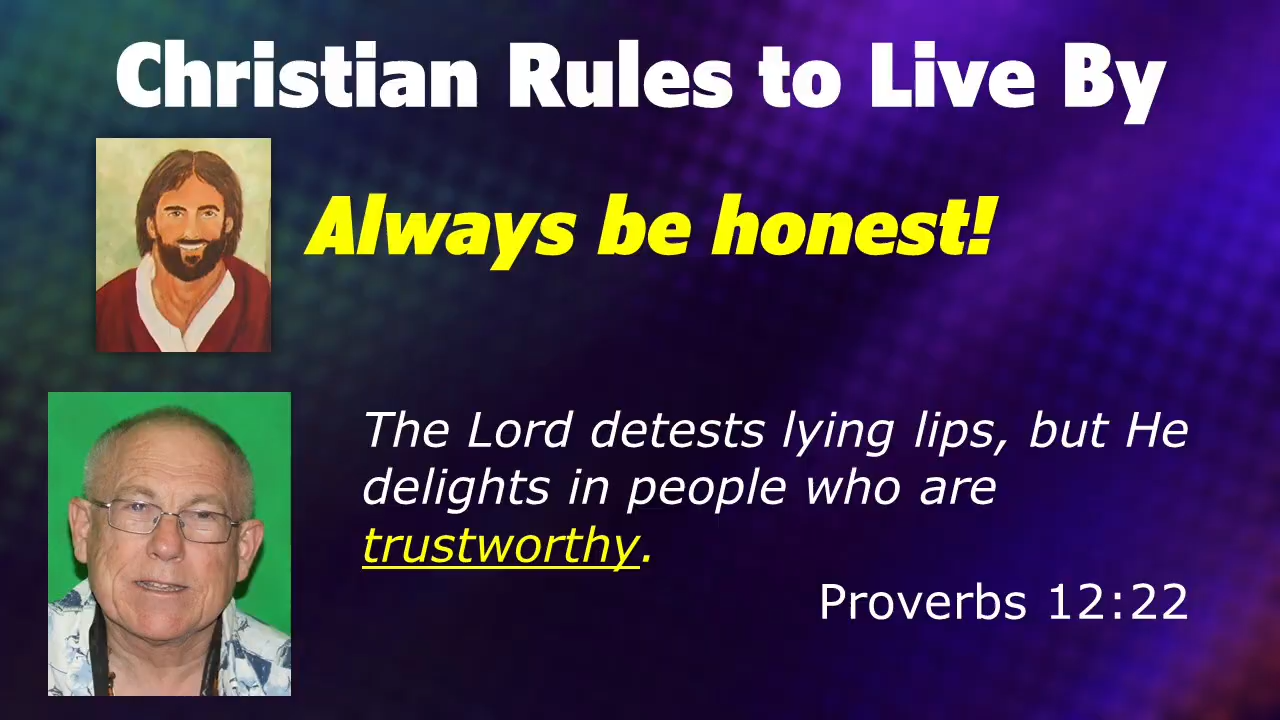 Christian Rules to Live By
Always be honest!
The Lord detests lying lips, but He
delights in people who are
trustworthy.
Proverbs 12:22